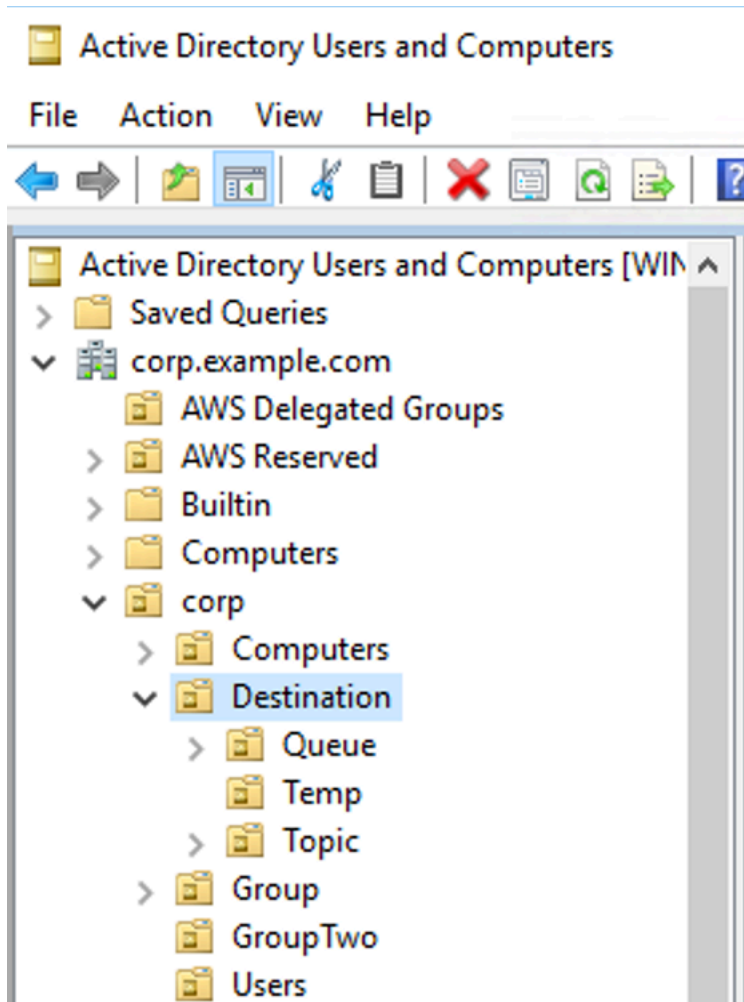 Active Directory Users and Computers
File Action View Help
?
Active Directory Users and Computers [WIN
Saved Queries
corp.example.com
AWS Delegated Groups
AWS Reserved
Builtin
Computers
corp
Computers
Destination
Queue
Temp
Topic
Group
GroupTwo
Users